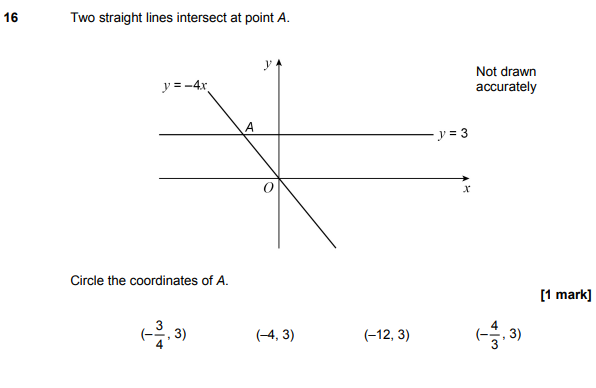 16 Two straight lines intersect at point A.
y
Not drawn
accurately
y = –4x
A
y = 3
O
x
Circle the coordinates of A.
[1 mark]
(–3/4, 3) (–4, 3) (–12, 3) (–4/3, 3)